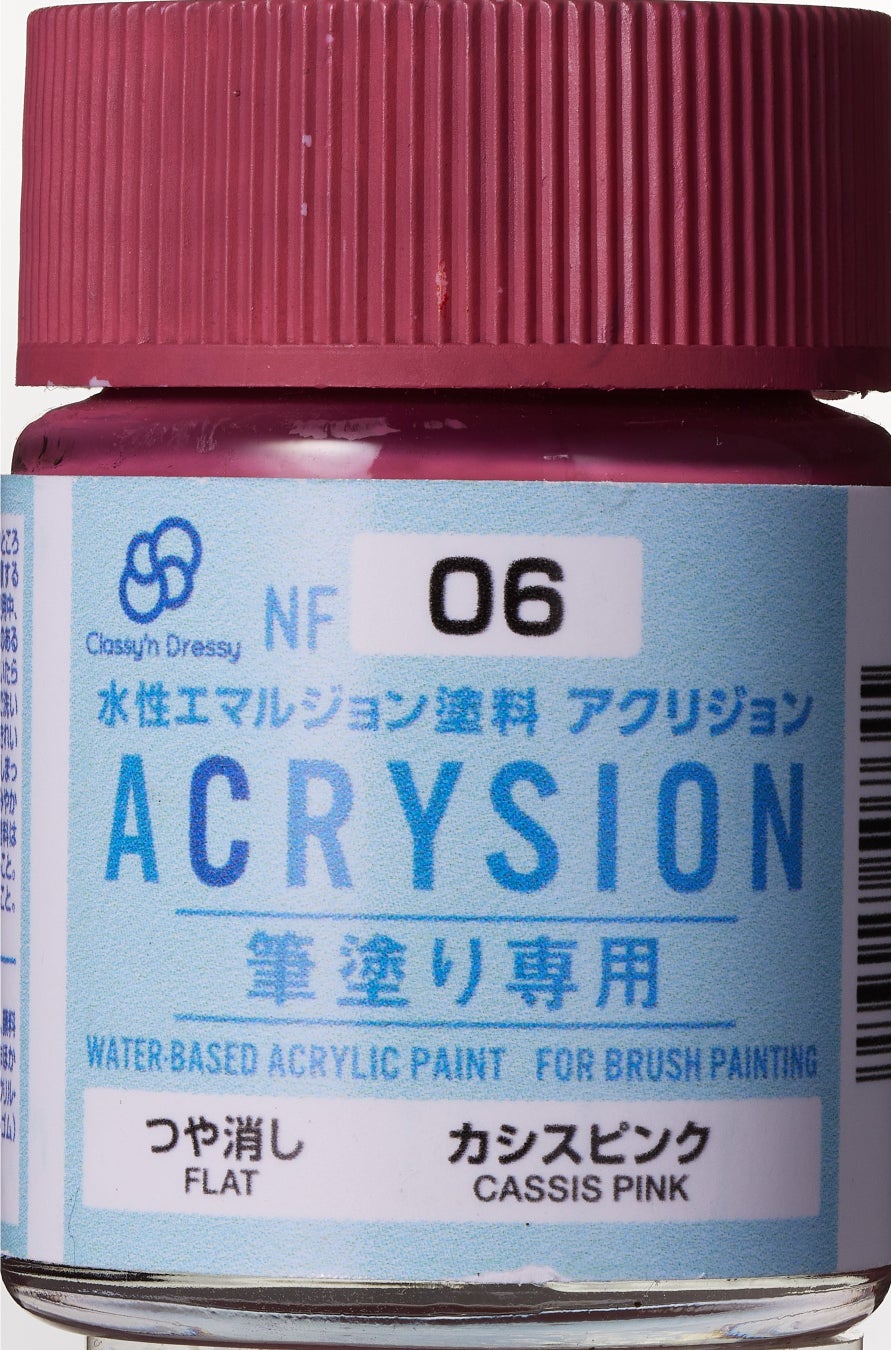 Classy'n Dressy
NF 06
水性エマルジョン塗料 アクリジョン
ACRYSION
筆塗り専用
WATER-BASED ACRYLIC PAINT FOR BRUSH PAINTING
つや消し カシスピンク
FLAT CASSIS PINK